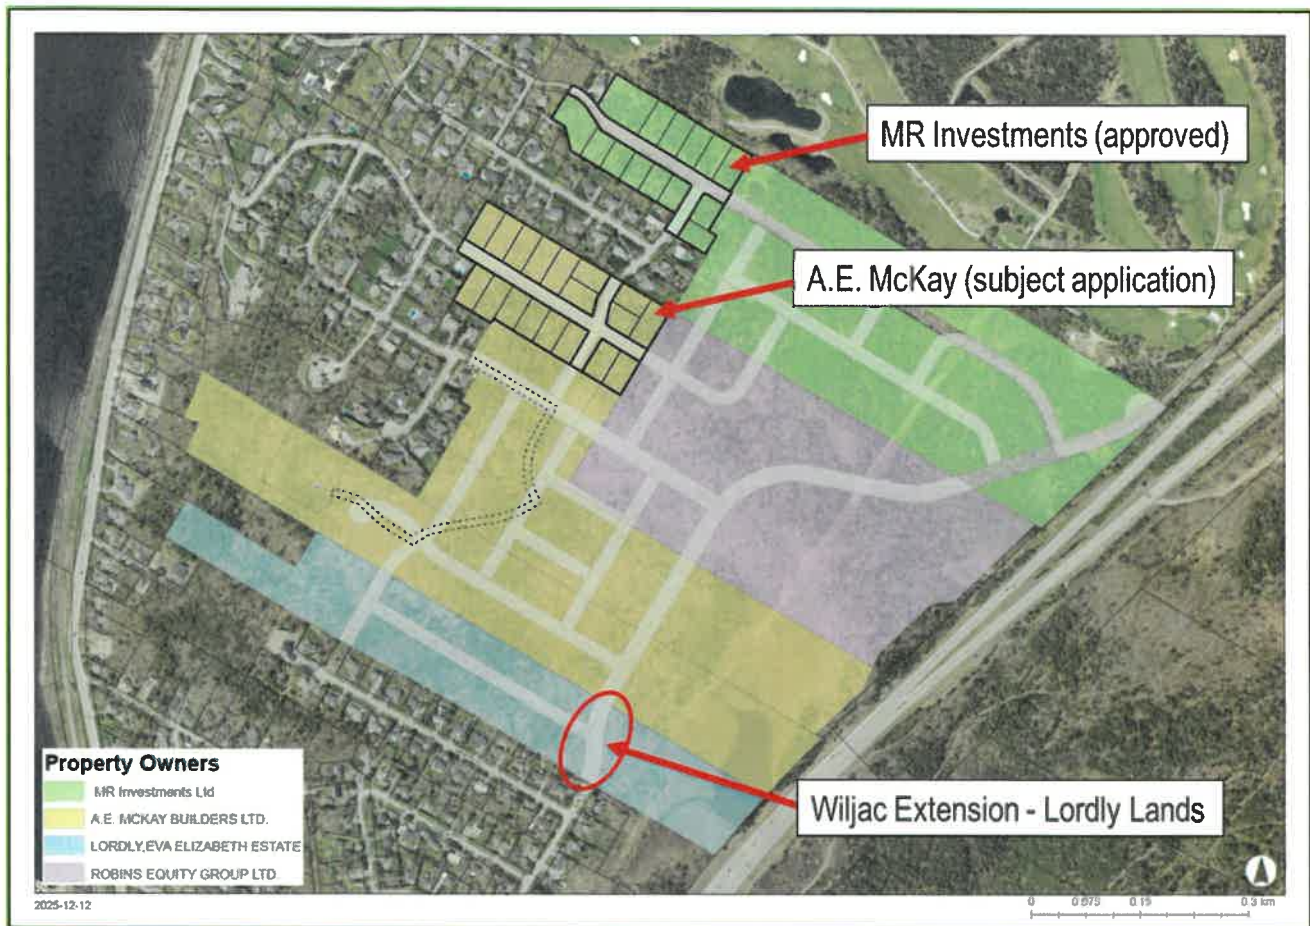 MR Investments (approved)
A.E. McKay (subject application)
Wiljac Extension - Lordly Lands
Property Owners
MR Investments Ltd
A.E. MCKAY BUILDERS LTD.
LORDLY,EVA ELIZABETH ESTATE
ROBINS EQUITY GROUP LTD.
2025-12-12
0 0.075 0.15 0.3 km